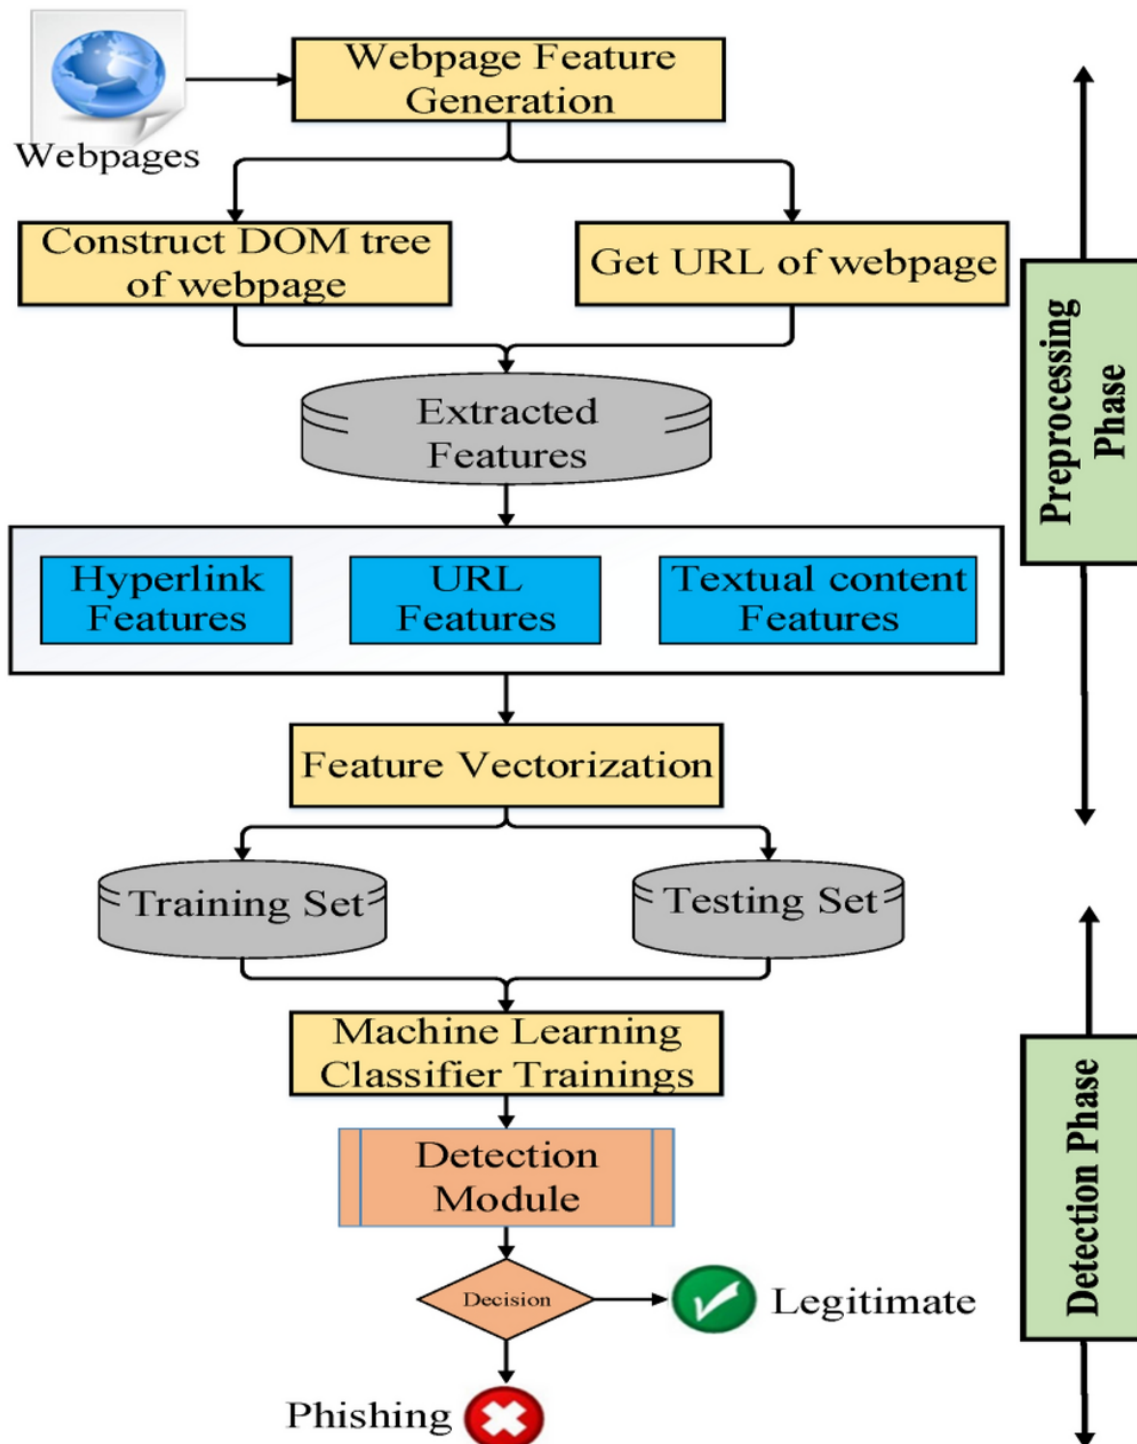 Webpages
Webpage Feature
Generation
Construct DOM tree
of webpage
Get URL of webpage
Extracted
Features
Hyperlink
Features
URL
Features
Textual content
Features
Feature Vectorization
Training Set
Testing Set
Machine Learning
Classifier Trainings
Detection
Module
Decision
Legitimate
Phishing
Preprocessing
Phase
Detection Phase